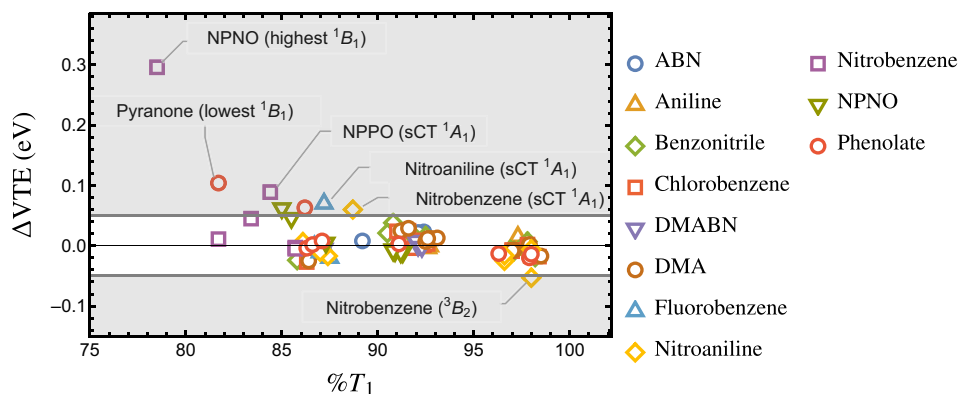 NPNO (highest ¹B₁)
Pyranone (lowest ¹B₁)
NPPO (sCT ¹A₁)
Nitroaniline (sCT ¹A₁)
Nitrobenzene (sCT ¹A₁)
Nitrobenzene (³B₂)
ΔVTE (eV)
0.3
0.2
0.1
0.0
−0.1
75 80 85 90 95 100
%T₁
ABN
Aniline
Benzonitrile
Chlorobenzene
DMABN
DMA
Fluorobenzene
Nitroaniline
Nitrobenzene
NPNO
Phenolate